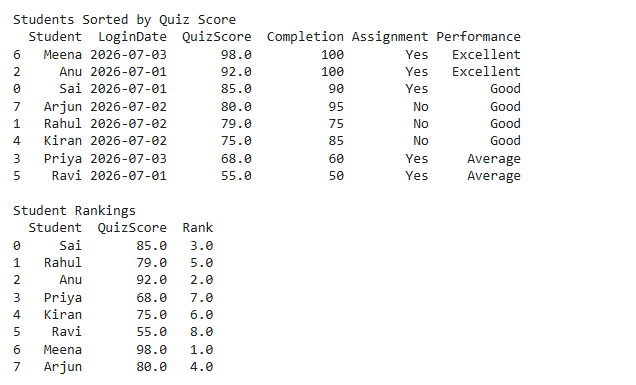 Students Sorted by Quiz Score
  Student  LoginDate  QuizScore  Completion Assignment Performance
6   Meena 2026-07-03       98.0         100        Yes   Excellent
2     Anu 2026-07-01       92.0         100        Yes   Excellent
0     Sai 2026-07-01       85.0          90        Yes        Good
7   Arjun 2026-07-02       80.0          95         No        Good
1   Rahul 2026-07-02       79.0          75         No        Good
4   Kiran 2026-07-02       75.0          85         No        Good
3   Priya 2026-07-03       68.0          60        Yes     Average
5    Ravi 2026-07-01       55.0          50        Yes     Average

Student Rankings
  Student  QuizScore  Rank
0     Sai       85.0   3.0
1   Rahul       79.0   5.0
2     Anu       92.0   2.0
3   Priya       68.0   7.0
4   Kiran       75.0   6.0
5    Ravi       55.0   8.0
6   Meena       98.0   1.0
7   Arjun       80.0   4.0